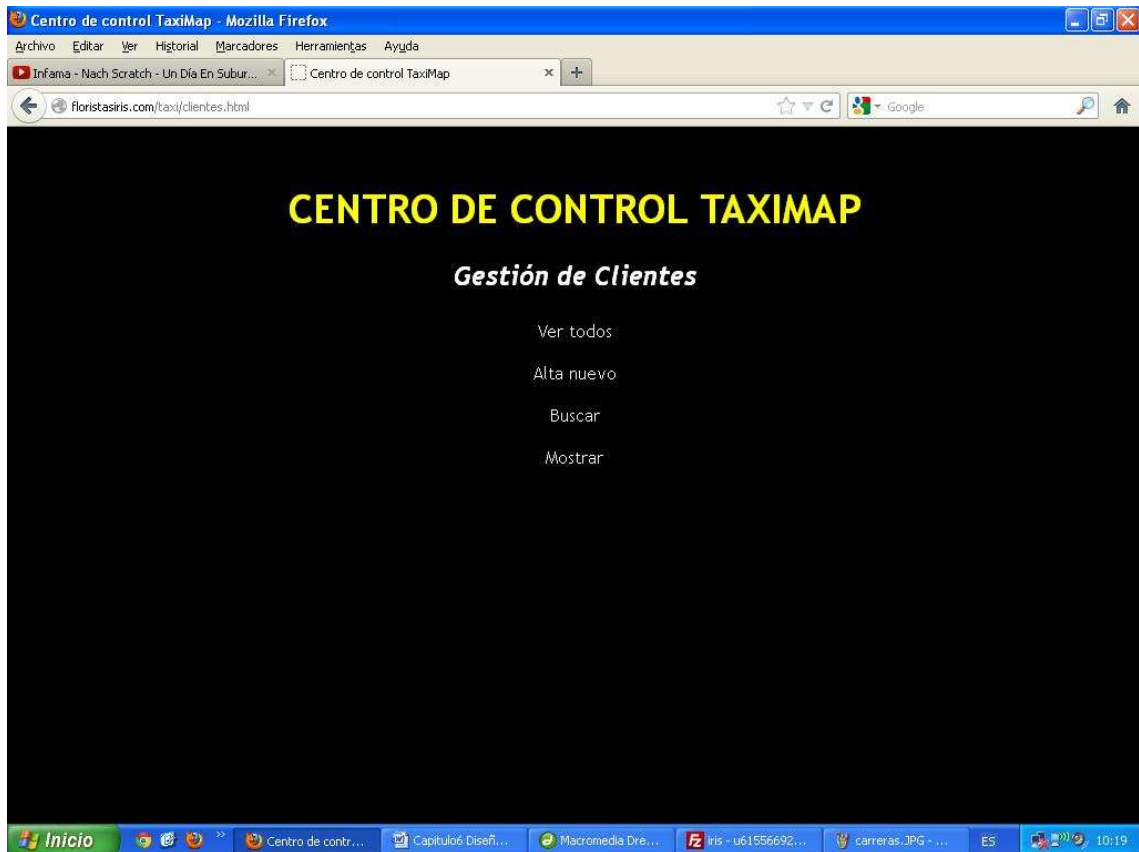 Centro de control TaxiMap - Mozilla Firefox
Archivo Editar Ver Historial Marcadores Herramientas Ayuda
Infama - Nach Scratch - Un Día En Subur... Centro de control TaxiMap
floristasiris.com/taxi/clientes.html Google
CENTRO DE CONTROL TAXIMAP
Gestión de Clientes
Ver todos
Alta nuevo
Buscar
Mostrar
Inicio Centro de contr... Capitulo6 Diseñ... Macromedia Dre... iris - u61556692... carreras.JPG - ... ES 10:19